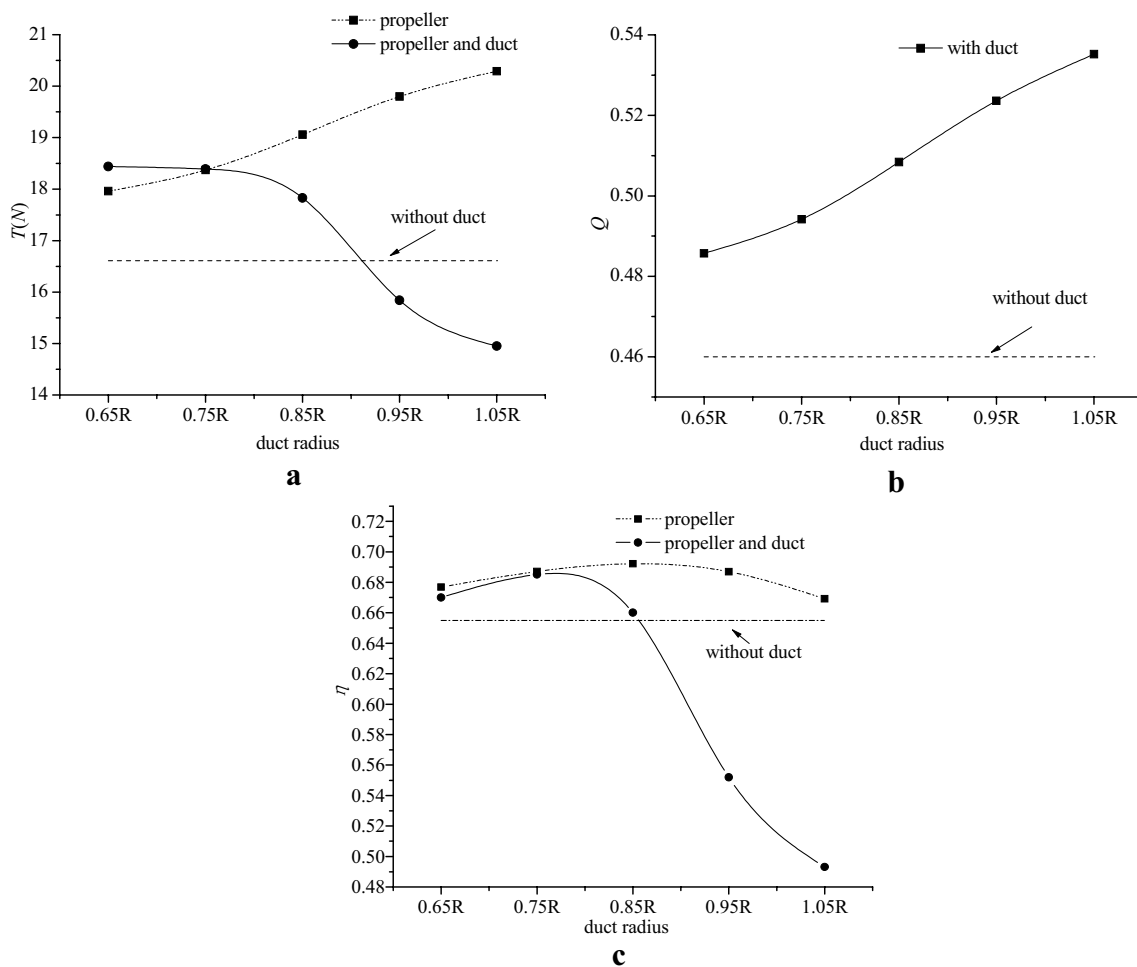 propeller
propeller and duct
21
20
19
18
17
16
15
14
T(N)
without duct
0.65R 0.75R 0.85R 0.95R 1.05R
duct radius
a
with duct
0.54
0.52
0.50
0.48
0.46
Q
without duct
0.65R 0.75R 0.85R 0.95R 1.05R
duct radius
b
propeller
propeller and duct
0.72
0.70
0.68
0.66
0.64
0.62
0.60
0.58
0.56
0.54
0.52
0.50
0.48
η
without duct
0.65R 0.75R 0.85R 0.95R 1.05R
duct radius
c